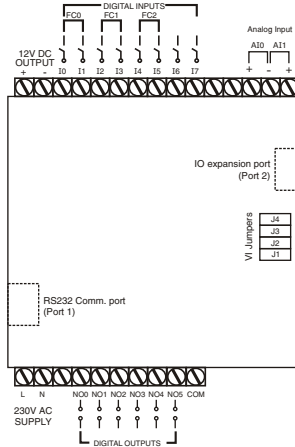 DIGITAL INPUTS
FC0 FC1 FC2
Analog Input
12V DC
OUTPUT
AI0 AI1
+ - I0 I1 I2 I3 I4 I5 I6 I7 + - +
IO expansion port
(Port 2)
VI Jumpers
J4
J3
J2
J1
RS232 Comm. port
(Port 1)
L N NO0 NO1 NO2 NO3 NO4 NO5 COM
230V AC
SUPPLY
DIGITAL OUTPUTS